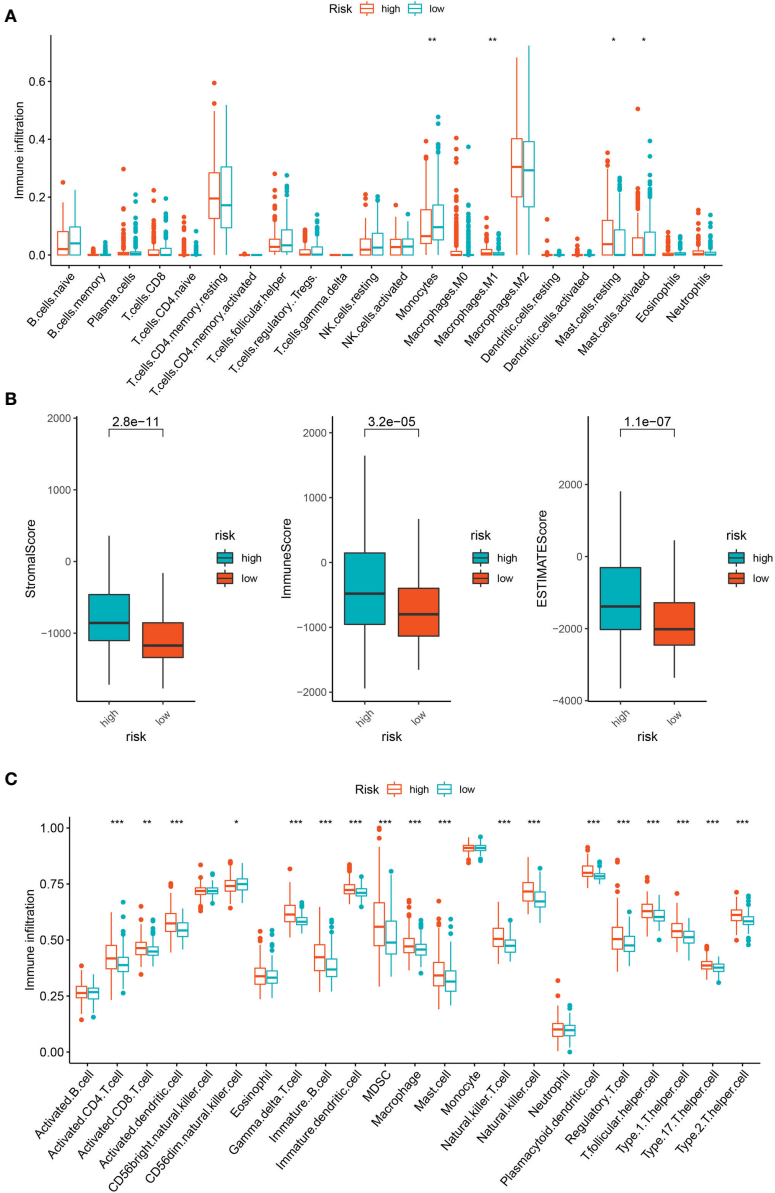 A
Risk high low
** ** * *
Immune infiltration
0.6
0.4
0.2
0.0
B.cells.naive
B.cells.memory
Plasma.cells
T.cells.CD8
T.cells.CD4.naive
T.cells.CD4.memory.resting
T.cells.CD4.memory.activated
T.cells.follicular.helper
T.cells.regulatory..Tregs.
T.cells.gamma.delta
NK.cells.resting
NK.cells.activated
Monocytes
Macrophages.M0
Macrophages.M1
Macrophages.M2
Dendritic.cells.resting
Dendritic.cells.activated
Mast.cells.resting
Mast.cells.activated
Eosinophils
Neutrophils
B
2.8e−11
StromalScore
2000
1000
0
−1000
high low
risk
risk
high
low
3.2e−05
ImmuneScore
2000
1000
0
−1000
−2000
high low
risk
risk
high
low
1.1e−07
ESTIMATEScore
2000
0
−2000
−4000
high low
risk
risk
high
low
C
Risk high low
*** ** *** * *** *** *** *** *** *** *** *** *** *** *** *** *** ***
Immune infiltration
1.00
0.75
0.50
0.25
0.00
Activated.B.cell
Activated.CD4.T.cell
Activated.CD8.T.cell
Activated.dendritic.cell
CD56bright.natural.killer.cell
CD56dim.natural.killer.cell
Eosinophil
Gamma.delta.T.cell
Immature..B.cell
Immature.dendritic.cell
MDSC
Macrophage
Mast.cell
Monocyte
Natural.killer.T.cell
Natural.killer.cell
Neutrophil
Plasmacytoid.dendritic.cell
Regulatory.T.cell
T.follicular.helper.cell
Type.1.T.helper.cell
Type.17.T.helper.cell
Type.2.T.helper.cell